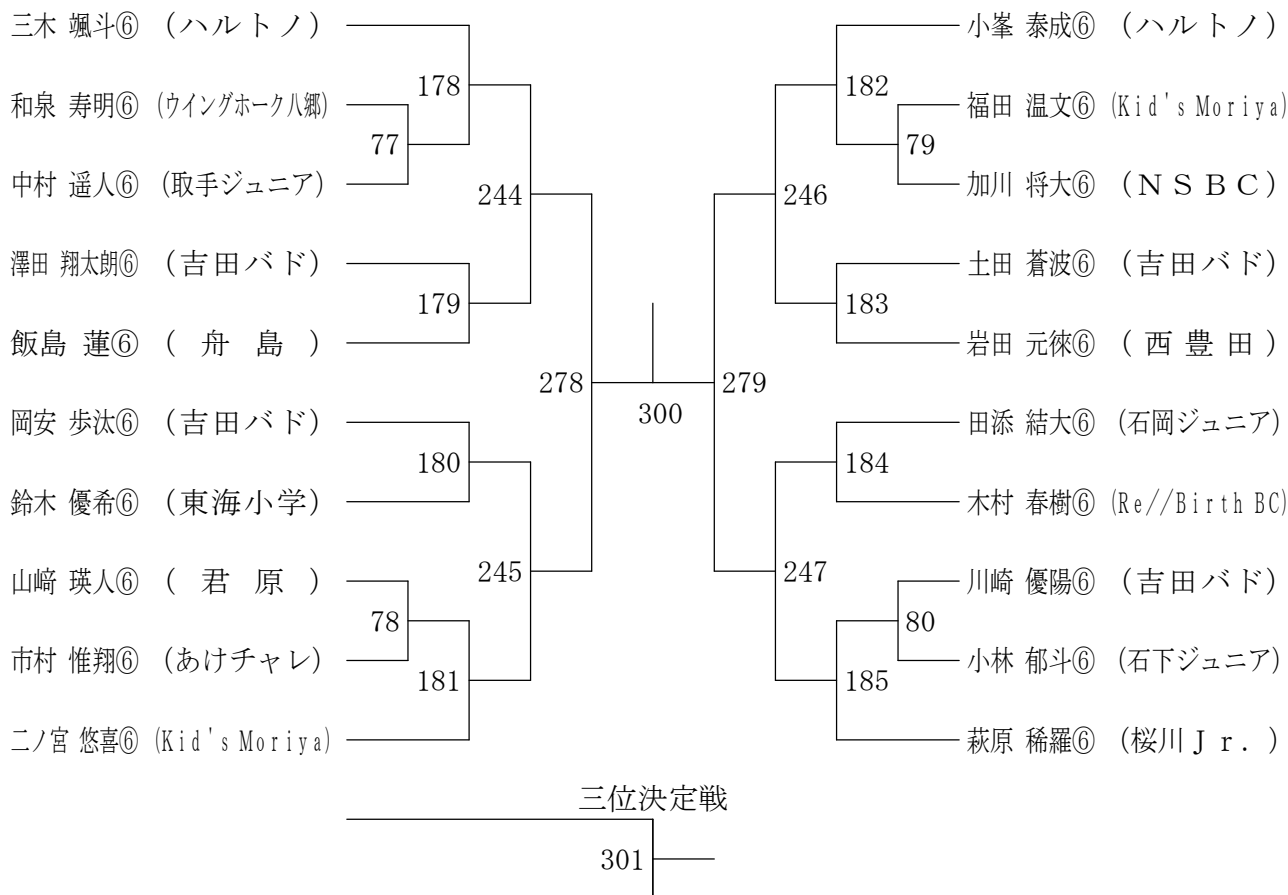 三木 颯斗⑥ (ハルトノ)
和泉 寿明⑥ (ウイングホーク八郷)
中村 遥人⑥ (取手ジュニア)
澤田 翔太朗⑥ (吉田バド)
飯島 蓮⑥ (舟島)
岡安 歩汰⑥ (吉田バド)
鈴木 優希⑥ (東海小学)
山﨑 瑛人⑥ (君原)
市村 惟翔⑥ (あけチャレ)
二ノ宮 悠喜⑥ (Kid's Moriya)
178
77
244
179
278
180
245
78
181
300
182
79
246
183
279
184
247
80
185
小峯 泰成⑥ (ハルトノ)
福田 温文⑥ (Kid's Moriya)
加川 将大⑥ (NSBC)
土田 蒼波⑥ (吉田バド)
岩田 元徠⑥ (西豊田)
田添 結大⑥ (石岡ジュニア)
木村 春樹⑥ (Re//Birth BC)
川崎 優陽⑥ (吉田バド)
小林 郁斗⑥ (石下ジュニア)
萩原 稀羅⑥ (桜川Jr.)
三位決定戦
301